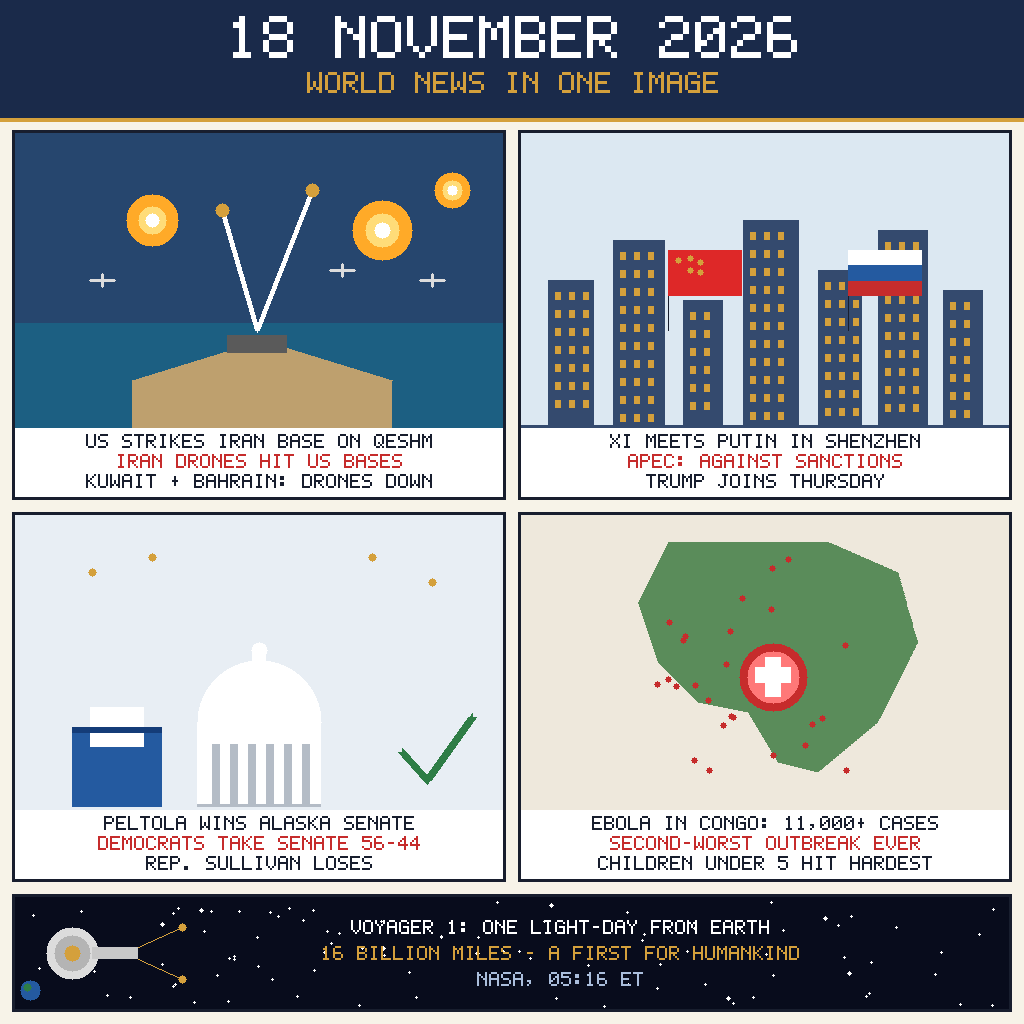 18 NOVEMBER 2026
WORLD NEWS IN ONE IMAGE
US STRIKES IRAN BASE ON QESHM
IRAN DRONES HIT US BASES
KUWAIT + BAHRAIN: DRONES DOWN
XI MEETS PUTIN IN SHENZHEN
APEC: AGAINST SANCTIONS
TRUMP JOINS THURSDAY
PELTOLA WINS ALASKA SENATE
DEMOCRATS TAKE SENATE 56-44
REP. SULLIVAN LOSES
EBOLA IN CONGO: 11,000+ CASES
SECOND-WORST OUTBREAK EVER
CHILDREN UNDER 5 HIT HARDEST
VOYAGER 1: ONE LIGHT-DAY FROM EARTH
16 BILLION MILES - A FIRST FOR HUMANKIND
NASA, 05:16 ET